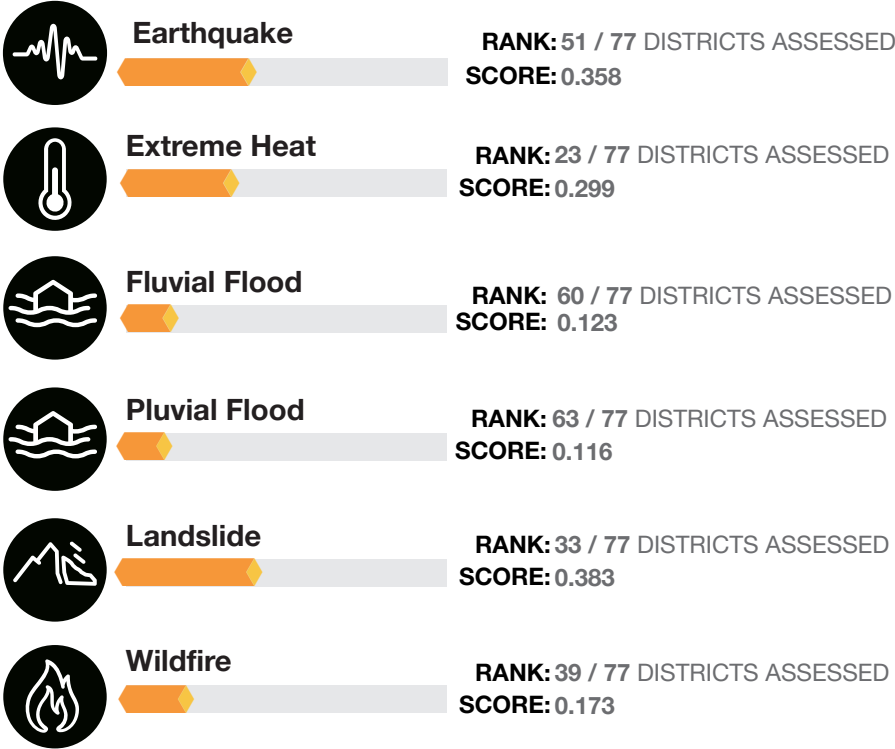 Earthquake
RANK: 51 / 77 DISTRICTS ASSESSED
SCORE: 0.358
Extreme Heat
RANK: 23 / 77 DISTRICTS ASSESSED
SCORE: 0.299
Fluvial Flood
RANK: 60 / 77 DISTRICTS ASSESSED
SCORE: 0.123
Pluvial Flood
RANK: 63 / 77 DISTRICTS ASSESSED
SCORE: 0.116
Landslide
RANK: 33 / 77 DISTRICTS ASSESSED
SCORE: 0.383
Wildfire
RANK: 39 / 77 DISTRICTS ASSESSED
SCORE: 0.173